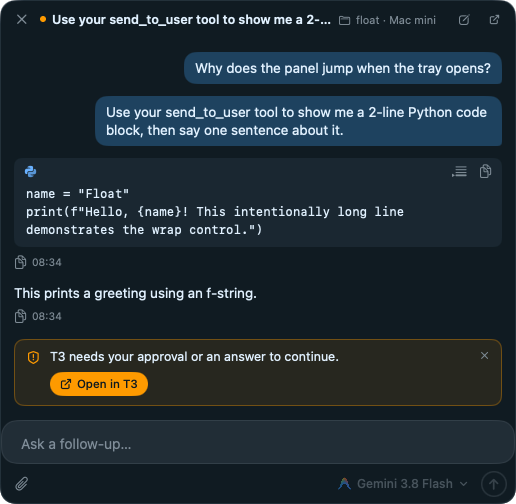 Use your send_to_user tool to show me a 2-... float · Mac mini
Why does the panel jump when the tray opens?
Use your send_to_user tool to show me a 2-line Python code
block, then say one sentence about it.
name = "Float"
print(f"Hello, {name}! This intentionally long line
demonstrates the wrap control.")
08:34
This prints a greeting using an f-string.
08:34
T3 needs your approval or an answer to continue.
Open in T3
Ask a follow-up...
Gemini 3.8 Flash